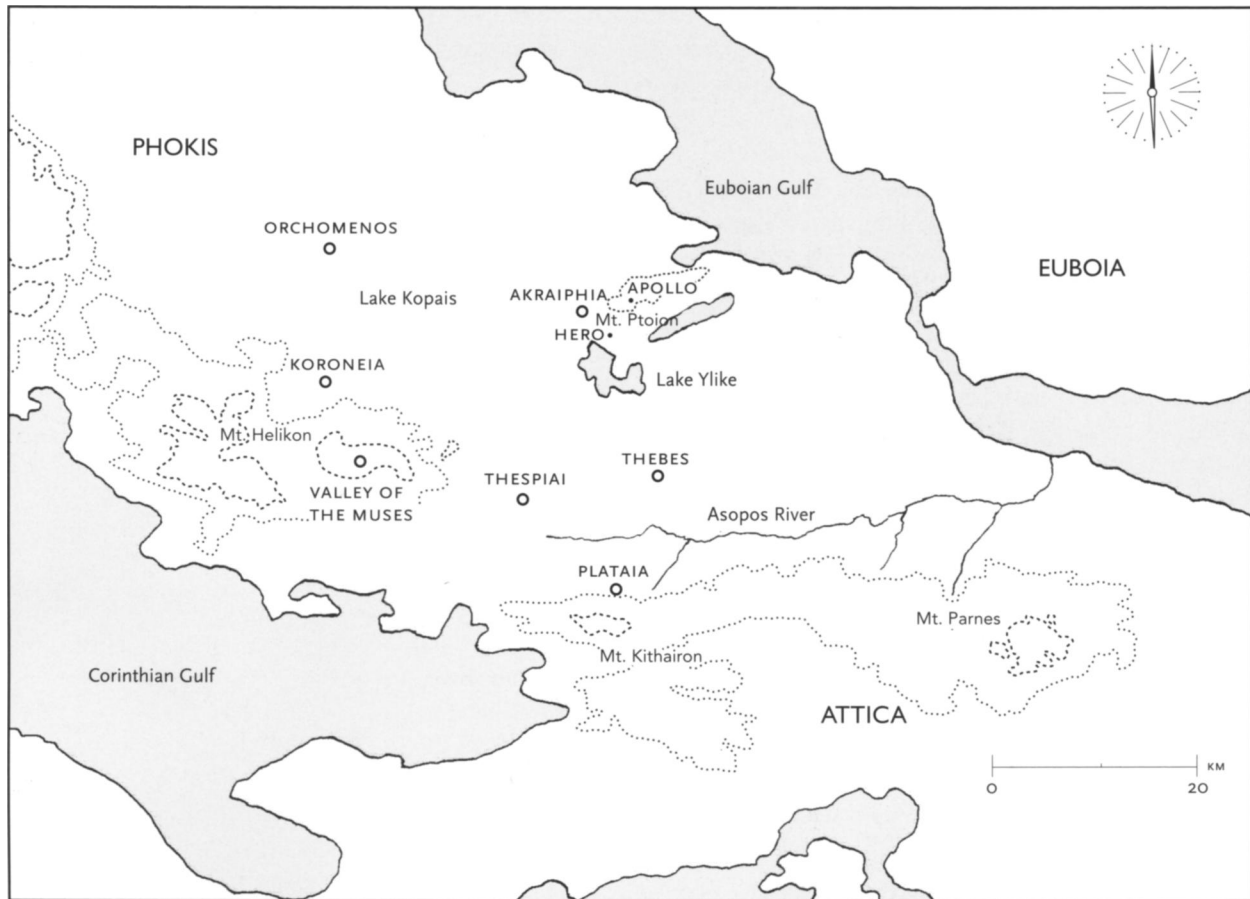 PHOKIS
Euboian Gulf
ORCHOMENOS
EUBOIA
APOLLO
Lake Kopais
AKRAIPHIA
Mt. Ptoion
HERO
KORONEIA
Lake Ylike
Mt. Helikon
THEBES
THESPIAI
VALLEY OF
THE MUSES
Asopos River
PLATAIA
Mt. Parnes
Mt. Kithairon
Corinthian Gulf
ATTICA
KM
0 20